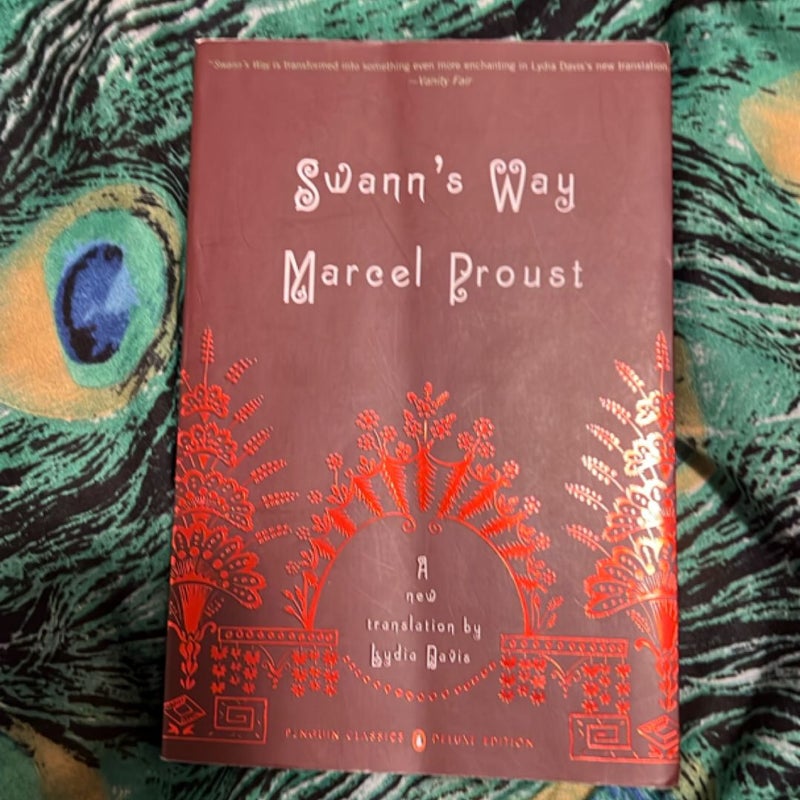 "Swann's Way is transformed into something even more enchanting in Lydia Davis's new translation.
—Vanity Fair
Swann's Way
Marcel Proust
A
new
translation by
Lydia Davis
PENGUIN CLASSICS DELUXE EDITION